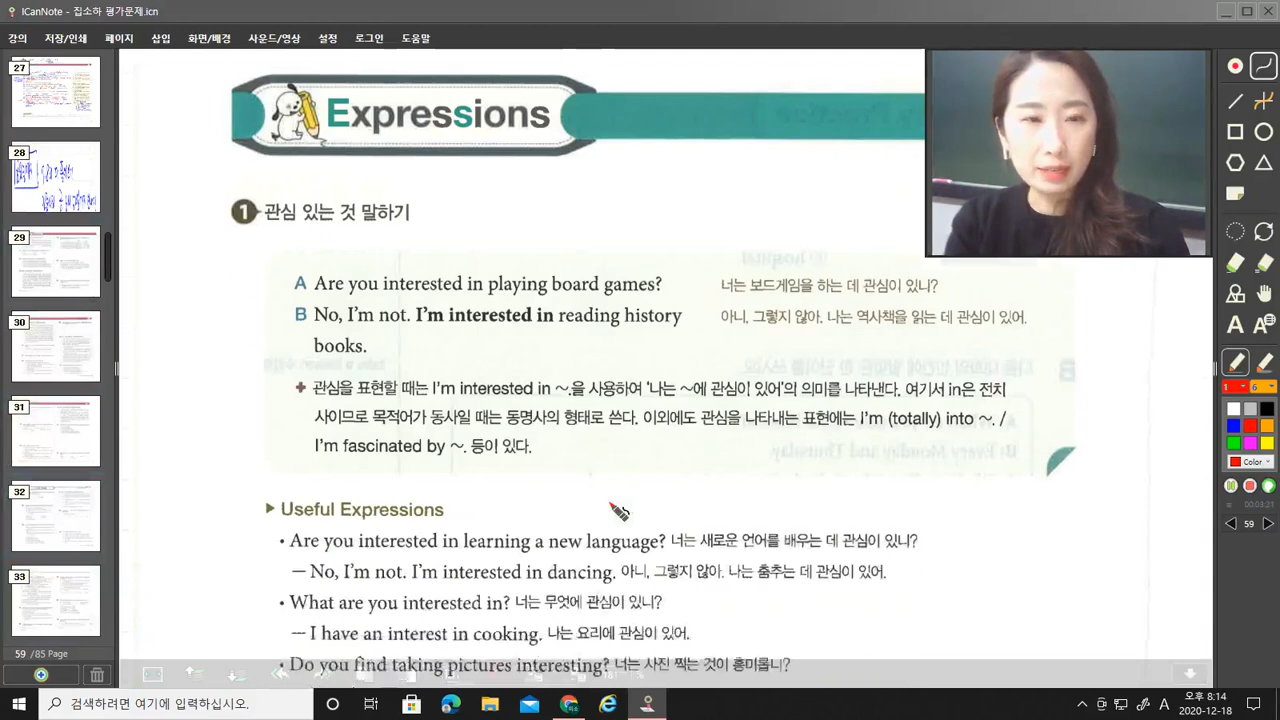 ICanNote - 집소하 평가문제.icn
강의 저장/인쇄 페이지 삽입 화면/배경 사운드/영상 설정 로그인 도움말
27
28
29
30
31
32
33
59 /85 Page
Expressions
1 관심 있는 것 말하기
A Are you interested in playing board games? 너는 보드게임을 하는 데 관심이 있니?
B No, I'm not. I'm interested in reading history 아니, 그렇지 않아. 나는 역사책을 읽는 데 관심이 있어.
books.
+ 관심을 표현할 때는 I'm interested in ~.을 사용하여 '나는 ~에 관심이 있어'의 의미를 나타낸다. 여기서 in은 전치
사이므로 목적어가 동사일 때는 동명사의 형태로 쓴다. 이외에도 관심을 나타내는 표현에는 I'm (totally) into ~. /
I'm fascinated by ~. 등이 있다.
▶ Useful Expressions
• Are you interested in learning a new language? 너는 새로운 언어를 배우는 데 관심이 있니?
— No, I'm not. I'm interested in dancing. 아니, 그렇지 않아. 나는 춤추는 데 관심이 있어.
• What are you interested in? 너는 무엇에 관심이 있니?
— I have an interest in cooking. 나는 요리에 관심이 있어.
• Do you find taking pictures interesting? 너는 사진 찍는 것이 흥미롭니?
A A
1 6
Color
00:03:23
59
검색하려면 여기에 입력하십시오.
A 오후 8:14
2020-12-18